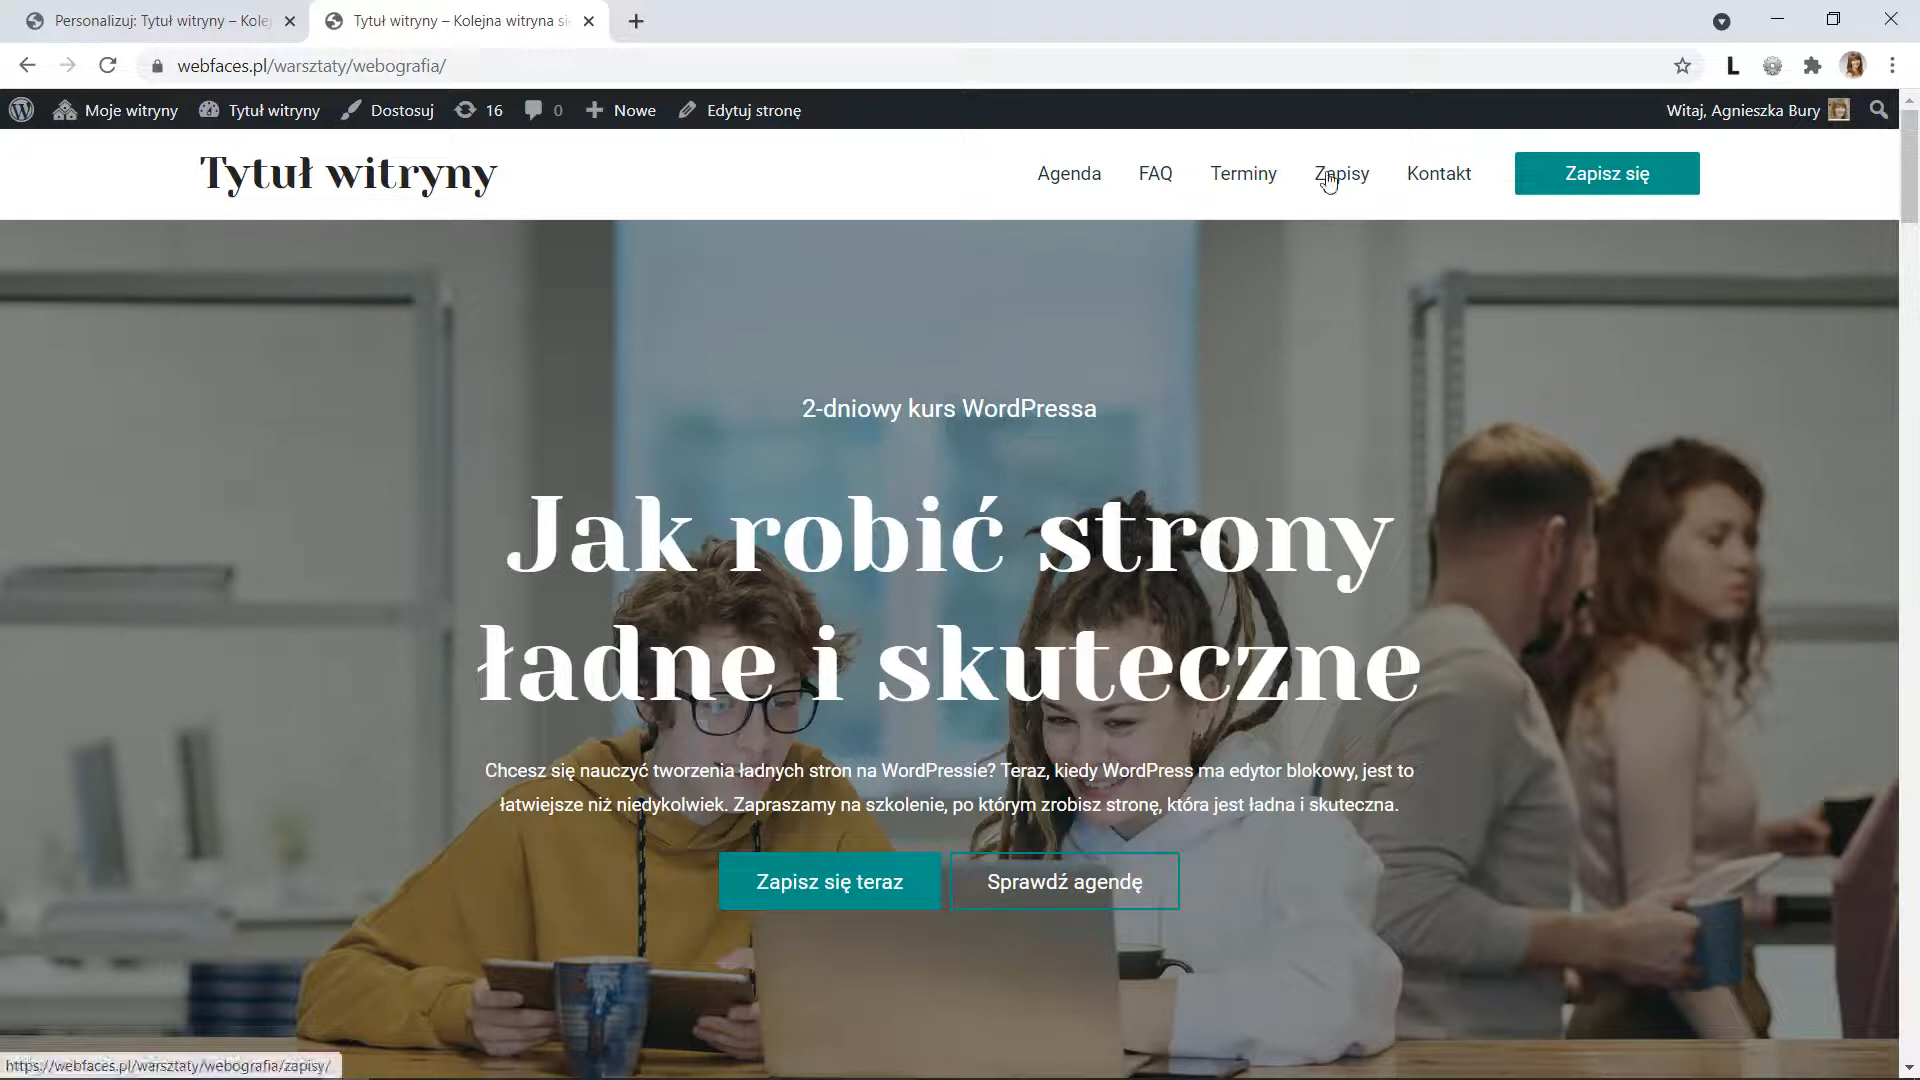 Personalizuj: Tytuł witryny – Kolej
Tytuł witryny – Kolejna witryna si
webfaces.pl/warsztaty/webografia/
L
Moje witryny
Tytuł witryny
Dostosuj
16
0
Nowe
Edytuj stronę
Witaj, Agnieszka Bury
Tytuł witryny
Agenda
FAQ
Terminy
Zapisy
Kontakt
Zapisz się
2-dniowy kurs WordPressa
Jak robić strony
ładne i skuteczne
Chcesz się nauczyć tworzenia ładnych stron na WordPressie? Teraz, kiedy WordPress ma edytor blokowy, jest to
łatwiejsze niż niedykolwiek. Zapraszamy na szkolenie, po którym zrobisz stronę, która jest ładna i skuteczna.
Zapisz się teraz
Sprawdź agendę
https://webfaces.pl/warsztaty/webografia/zapisy/